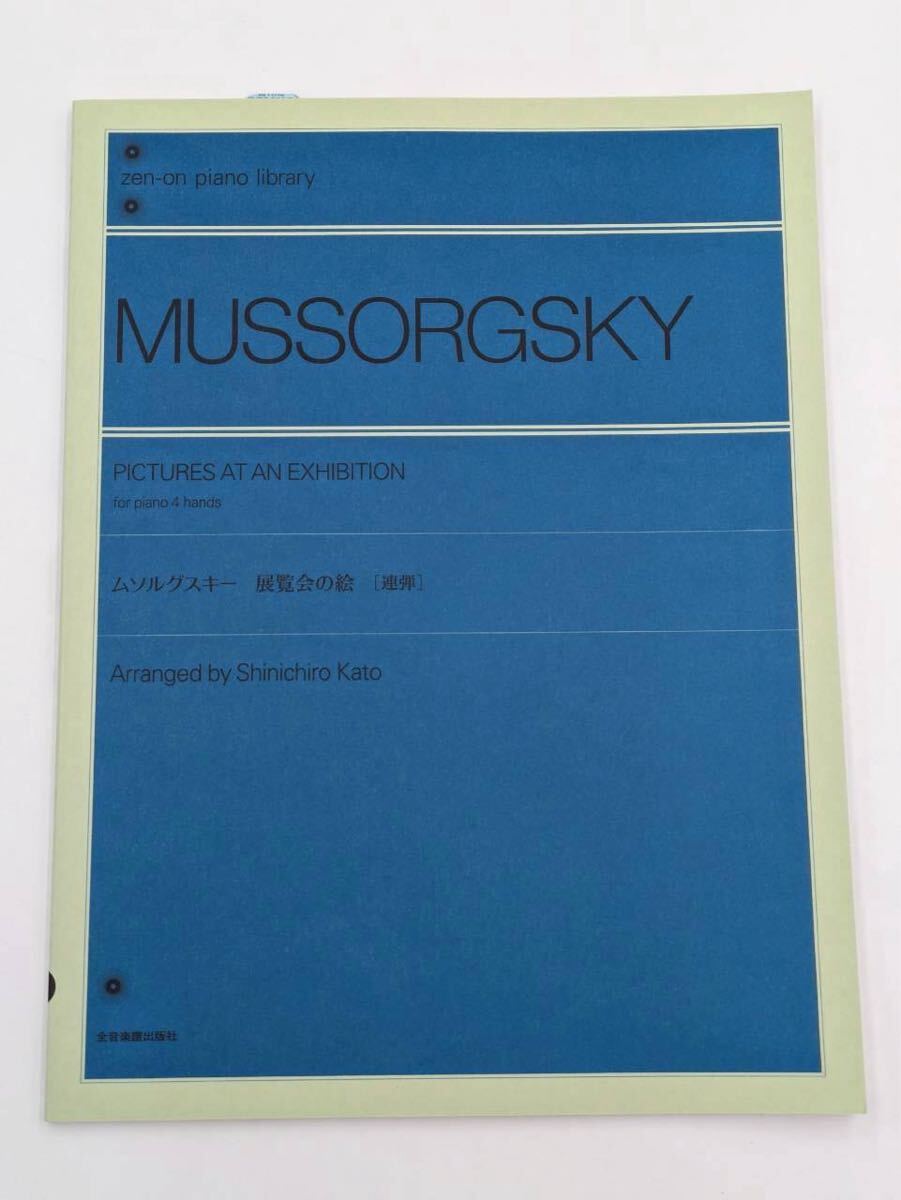 zen-on piano library
MUSSORGSKY
PICTURES AT AN EXHIBITION
for piano 4 hands
ムソルグスキー 展覧会の絵 [連弾]
Arranged by Shinichiro Kato
全音楽譜出版社